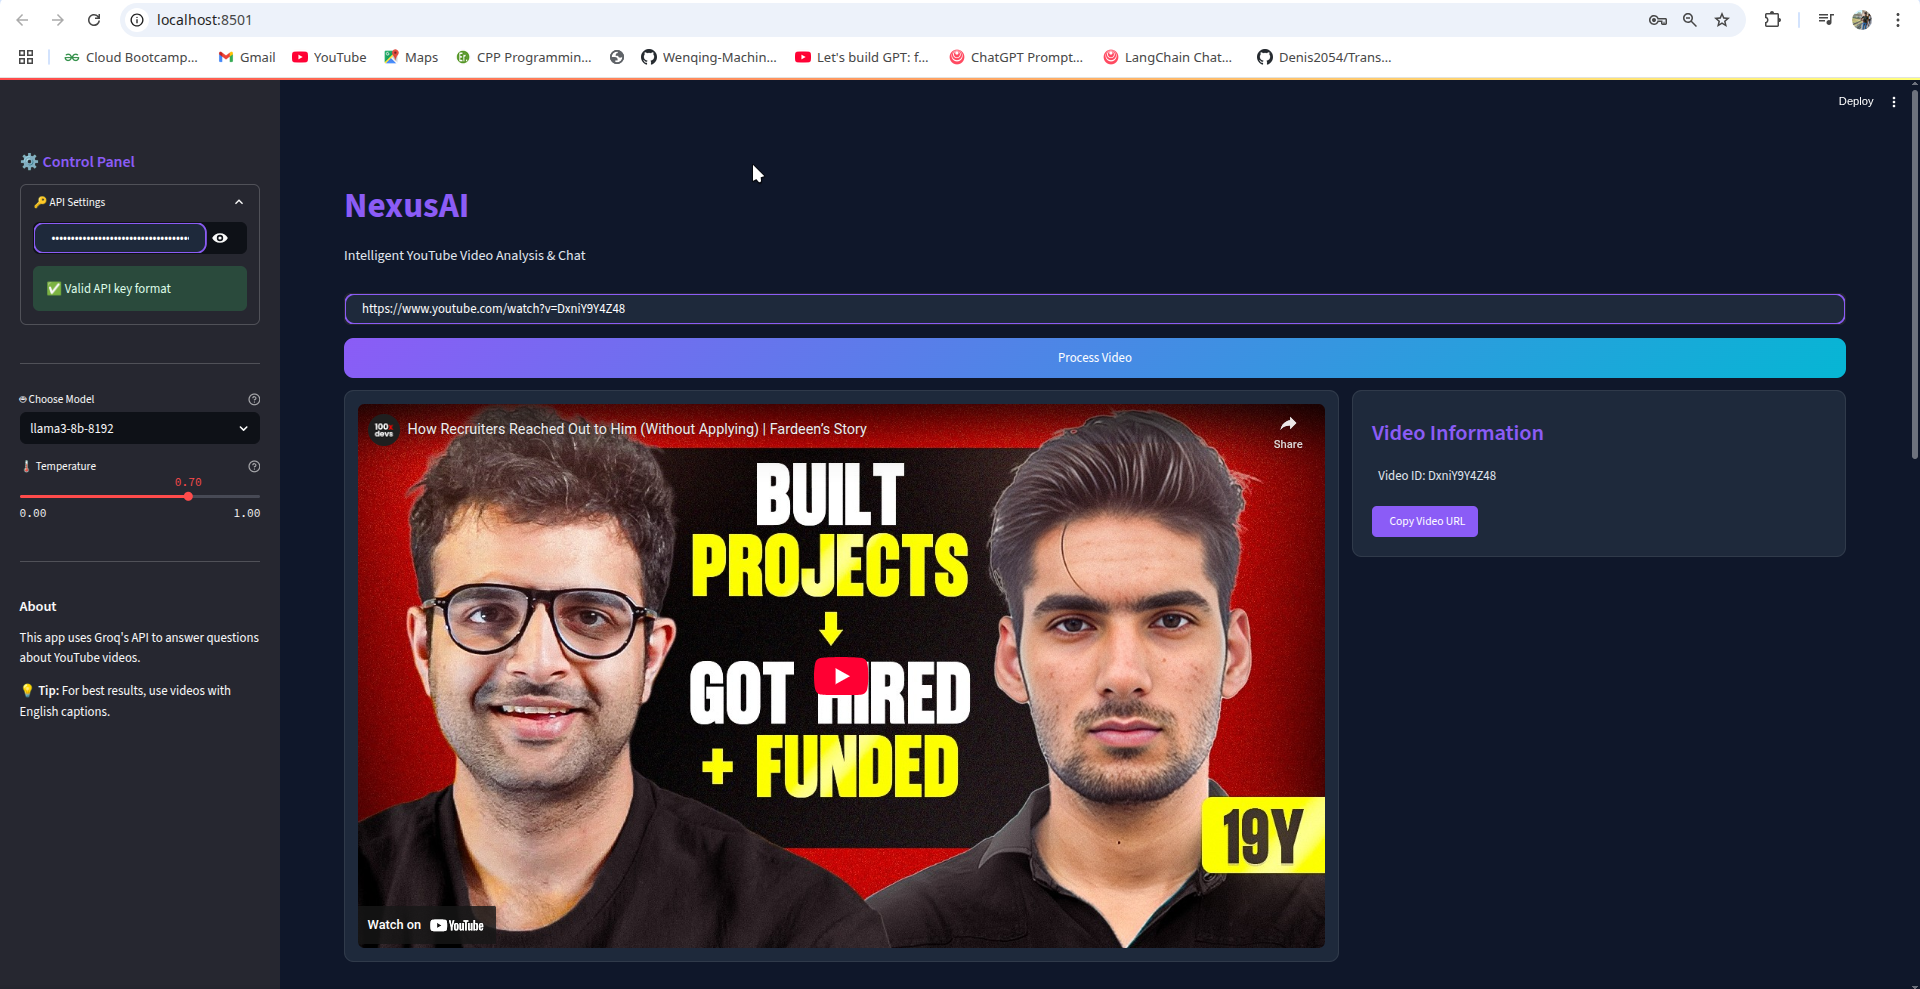 localhost:8501
Cloud Bootcamp...
Gmail
YouTube
Maps
CPP Programmin...
Wenqing-Machin...
Let's build GPT: f...
ChatGPT Prompt...
LangChain Chat...
Denis2054/Trans...
Deploy
Control Panel
API Settings
Valid API key format
Choose Model
llama3-8b-8192
Temperature
0.70
0.00
1.00
About
This app uses Groq's API to answer questions
about YouTube videos.
Tip: For best results, use videos with
English captions.
NexusAI
Intelligent YouTube Video Analysis & Chat
https://www.youtube.com/watch?v=DxniY9Y4Z48
Process Video
100x
devs
How Recruiters Reached Out to Him (Without Applying) | Fardeen's Story
Share
BUILT
PROJECTS
GOT HIRED
+ FUNDED
19Y
Watch on YouTube
Video Information
Video ID: DxniY9Y4Z48
Copy Video URL